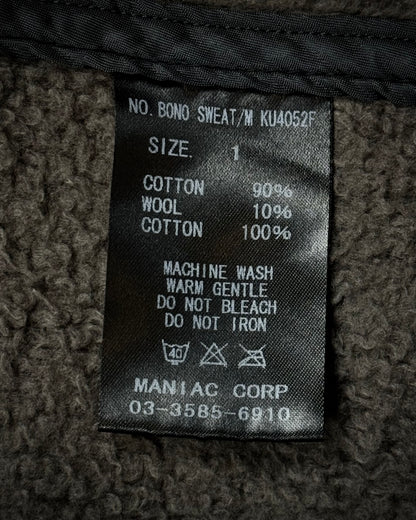 NO. BONO SWEAT/M KU4052F
SIZE. 1
COTTON 90%
WOOL 10%
COTTON 100%
MACHINE WASH
WARM GENTLE
DO NOT BLEACH
DO NOT IRON
40
MANIAC CORP
03-3585-6910